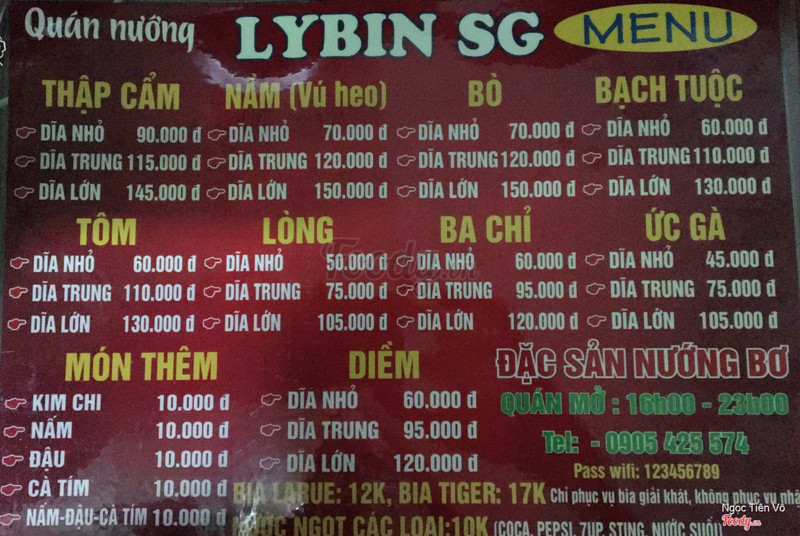 Quán nướng LYBIN SG MENU
THẬP CẨM
DĨA NHỎ 90.000 đ
DĨA TRUNG 115.000 đ
DĨA LỚN 145.000 đ
NẦM (Vú heo)
DĨA NHỎ 70.000 đ
DĨA TRUNG 120.000 đ
DĨA LỚN 150.000 đ
BÒ
DĨA NHỎ 70.000 đ
DĨA TRUNG 120.000 đ
DĨA LỚN 150.000 đ
BẠCH TUỘC
DĨA NHỎ 60.000 đ
DĨA TRUNG 110.000 đ
DĨA LỚN 130.000 đ
TÔM
DĨA NHỎ 60.000 đ
DĨA TRUNG 110.000 đ
DĨA LỚN 130.000 đ
LÒNG
DĨA NHỎ 50.000 đ
DĨA TRUNG 75.000 đ
DĨA LỚN 105.000 đ
BA CHỈ
DĨA NHỎ 60.000 đ
DĨA TRUNG 95.000 đ
DĨA LỚN 120.000 đ
ỨC GÀ
DĨA NHỎ 45.000 đ
DĨA TRUNG 75.000 đ
DĨA LỚN 105.000 đ
MÓN THÊM
KIM CHI 10.000 đ
NẤM 10.000 đ
ĐẬU 10.000 đ
CÀ TÍM 10.000 đ
NẤM-ĐẬU-CÀ TÍM 10.000 đ
DIỀM
DĨA NHỎ 60.000 đ
DĨA TRUNG 95.000 đ
DĨA LỚN 120.000 đ
ĐẶC SẢN NƯỚNG BƠ
QUÁN MỞ : 16h00 - 23h00
Tel: - 0905 425 574
Pass wifi: 123456789
BIA LARUE: 12K, BIA TIGER: 17K Chỉ phục vụ bia giải khát, không phục vụ
NƯỚC NGỌT CÁC LOẠI:10K (COCA, PEPSI, 7UP, STING, NƯỚC SUỐI)
Foody.vn
Ngọc Tiên Võ
Foody.vn